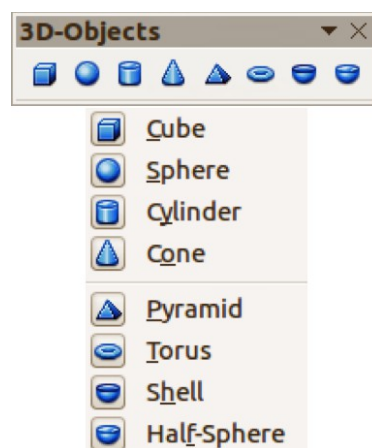 3D-Objects
Cube
Sphere
Cylinder
Cone
Pyramid
Torus
Shell
Half-Sphere